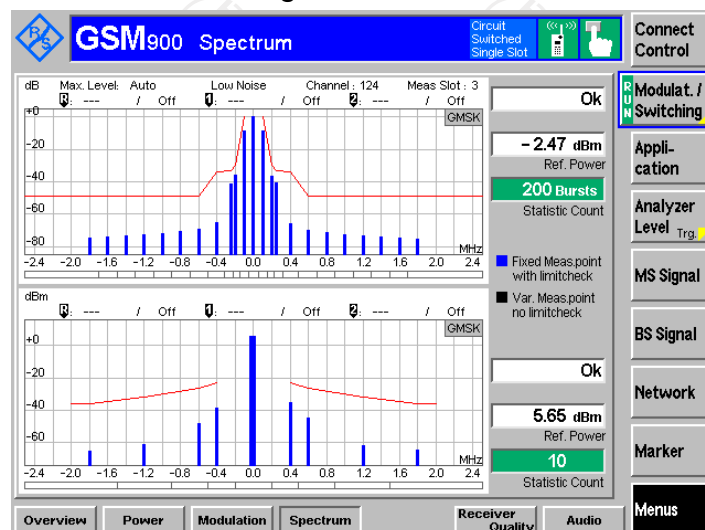 R/S
GSM900 Spectrum
Circuit
Switched
Single Slot
Connect
Control
dB Max. Level: Auto Low Noise Channel : 124 Meas Slot : 3
R: --- / Off 1: --- / Off 2: --- / Off
GMSK
+0
-20
-40
-60
-80
MHz
-2.4 -2.0 -1.6 -1.2 -0.8 -0.4 0.0 0.4 0.8 1.2 1.6 2.0 2.4
Ok
- 2.47 dBm
Ref. Power
200 Bursts
Statistic Count
Fixed Meas.point
with limitcheck
Var. Meas.point
no limitcheck
dBm
R: --- / Off 1: --- / Off 2: --- / Off
GMSK
+0
-20
-40
-60
MHz
-2.4 -2.0 -1.6 -1.2 -0.8 -0.4 0.0 0.4 0.8 1.2 1.6 2.0 2.4
Ok
5.65 dBm
Ref. Power
10
Statistic Count
RUN
Modulat. /
Switching
Appli-
cation
Analyzer
Level Trg.
MS Signal
BS Signal
Network
Marker
Menus
Overview Power Modulation Spectrum Receiver
Quality Audio